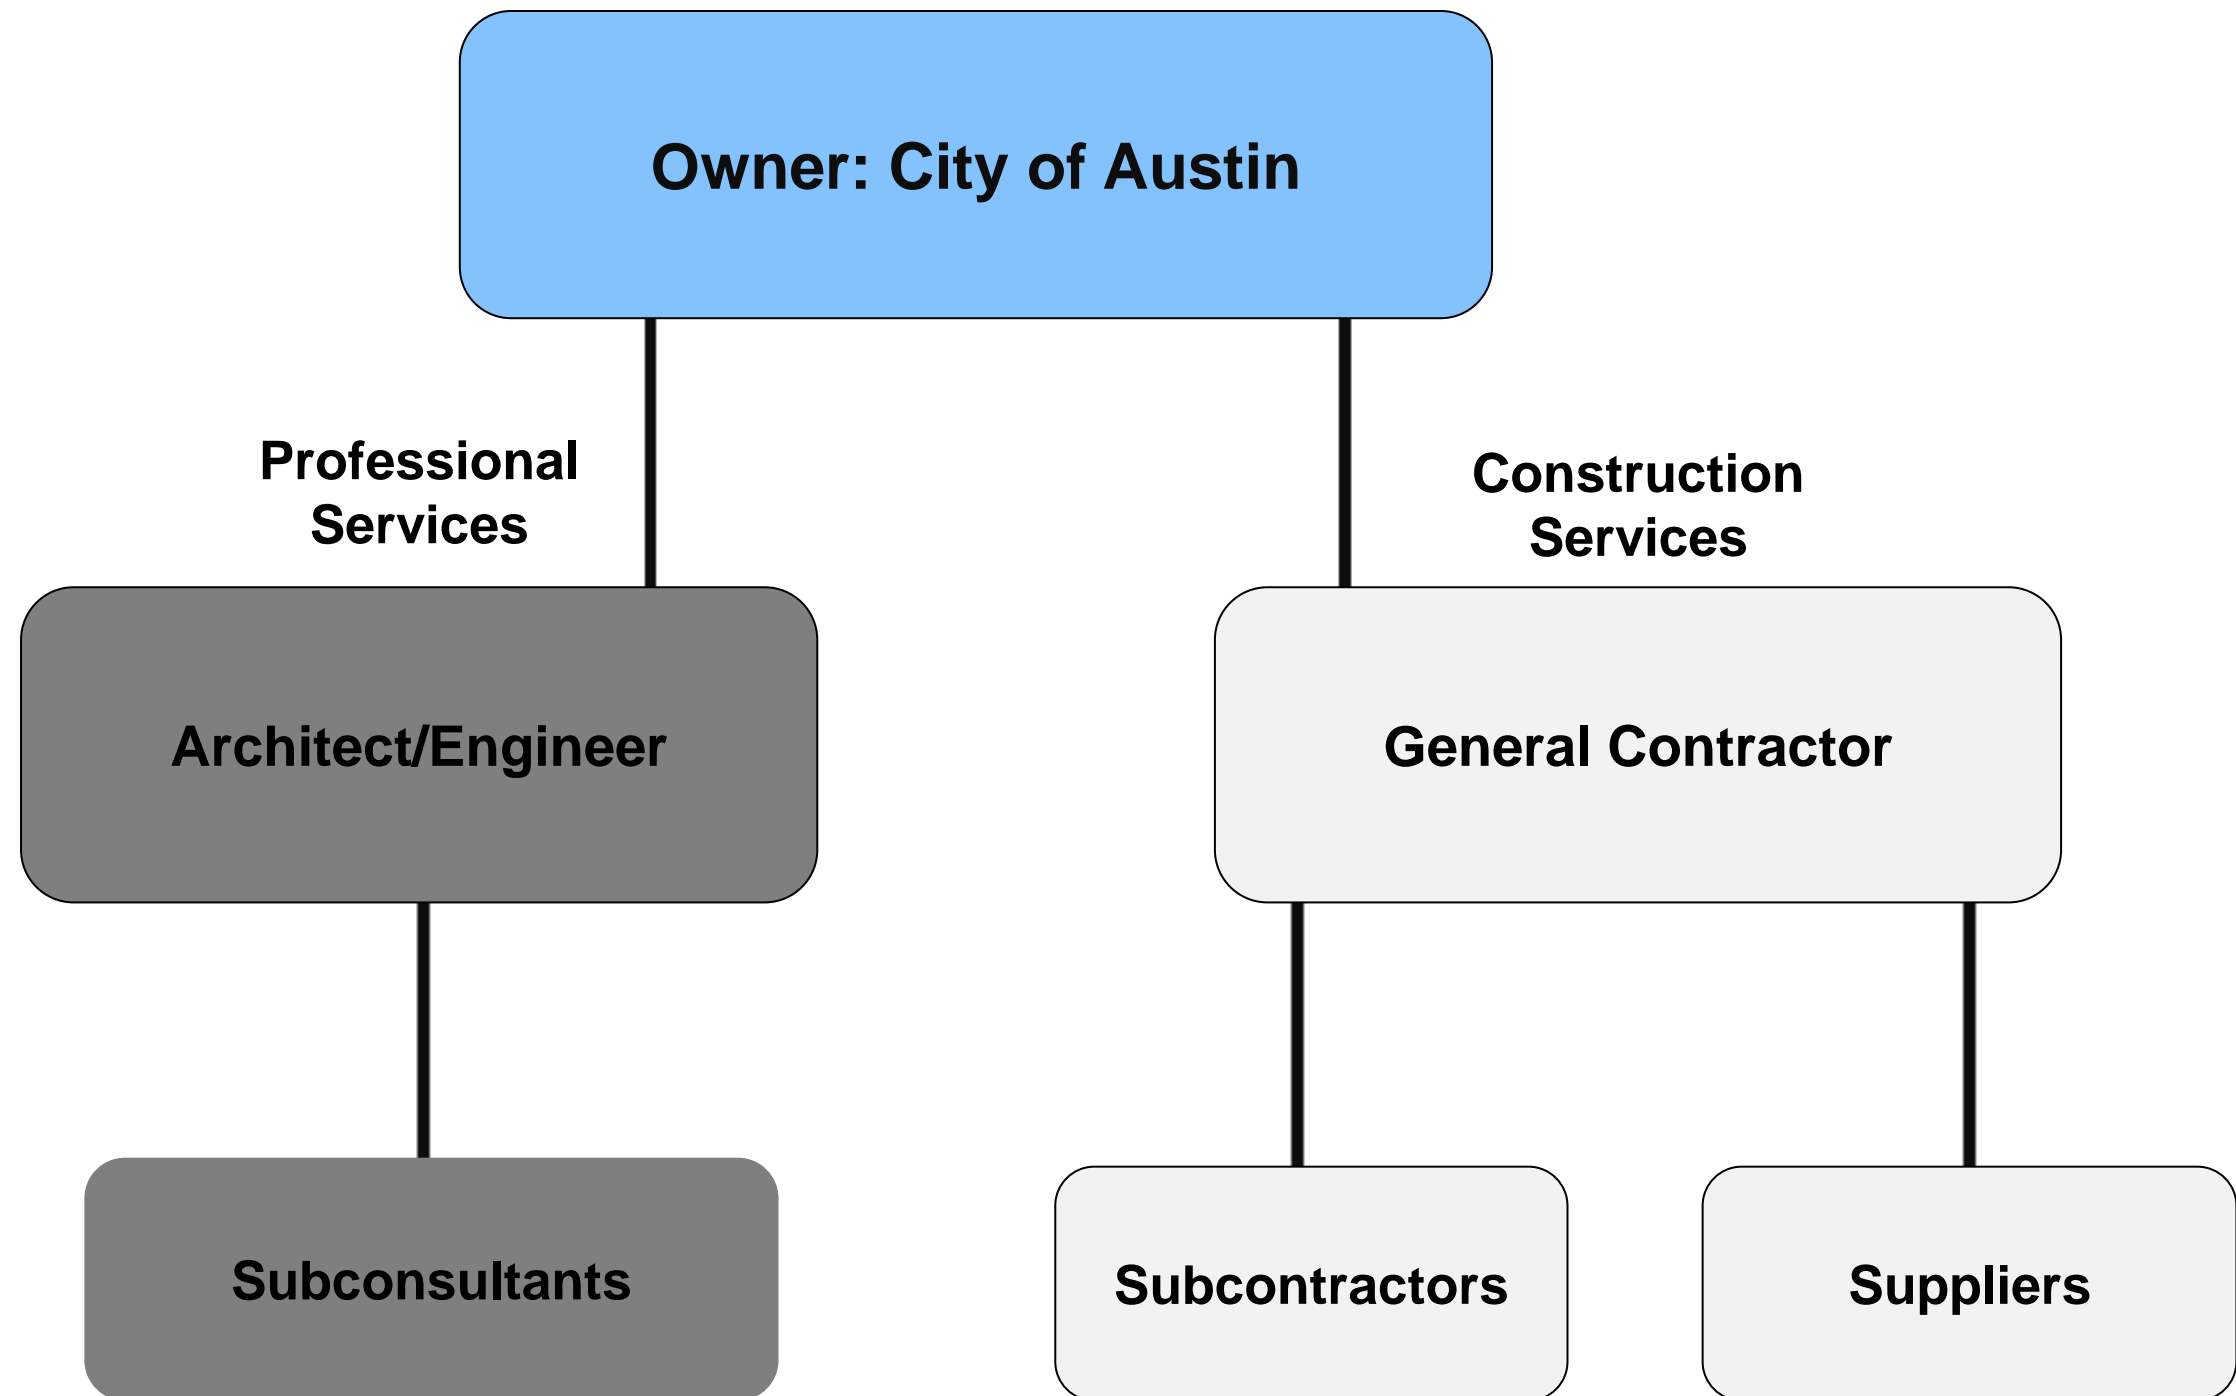 Owner: City of Austin
Professional
Services
Construction
Services
Architect/Engineer
General Contractor
Subconsultants
Subcontractors
Suppliers